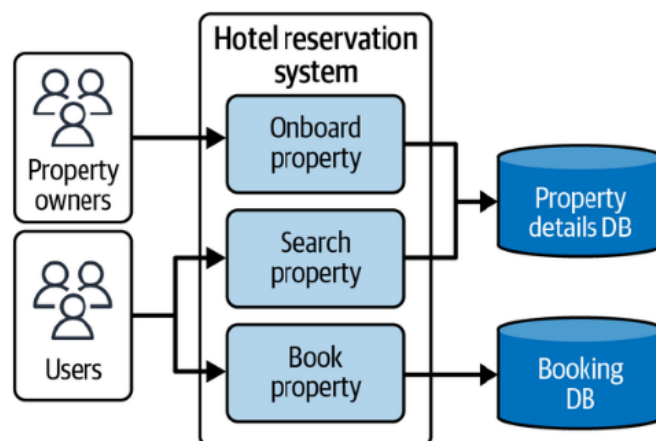 Hotel reservation
system
Property
owners
Onboard
property
Property
details DB
Users
Search
property
Book
property
Booking
DB